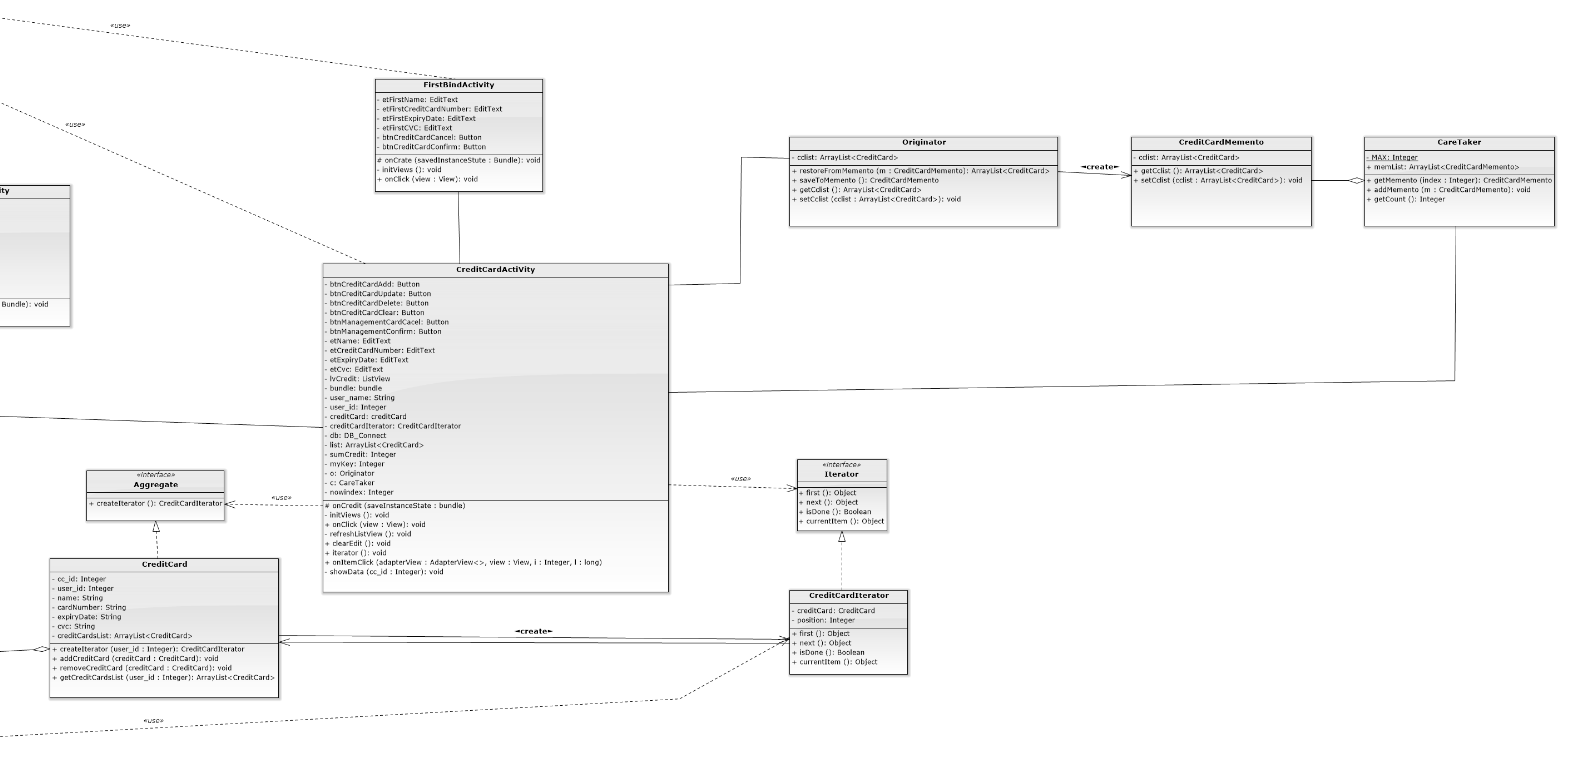 «use»
«use»
FirstBindActivity
- etFirstName: EditText
- etFirstCreditCardNumber: EditText
- etFirstExpiryDate: EditText
- etFirstCVC: EditText
- btnCreditCardCancel: Button
- btnCreditCardConfirm: Button
# onCrate (savedInstanceStute : Bundle): void
- initViews (): void
+ onClick (view : View): void
Originator
- cdlist: ArrayList<CreditCard>
+ restoreFromMemento (m : CreditCardMemento): ArrayList<CreditCard>
+ saveToMemento (): CreditCardMemento
+ getCclist (): ArrayList<CreditCard>
+ setCclist (cclist : ArrayList<CreditCard>): void
◄create►
CreditCardMemento
- cdlist: ArrayList<CreditCard>
+ getCclist (): ArrayList<CreditCard>
+ setCclist (cclist : ArrayList<CreditCard>): void
CareTaker
- MAX: Integer
+ memList: ArrayList<CreditCardMemento>
+ getMemento (index : Integer): CreditCardMemento
+ addMemento (m : CreditCardMemento): void
+ getCount (): Integer
ity
Bundle): void
CreditCardActiVity
- btnCreditCardAdd: Button
- btnCreditCardUpdate: Button
- btnCreditCardDelete: Button
- btnCreditCardClear: Button
- btnManagementCardCacel: Button
- btnManagementConfirm: Button
- etName: EditText
- etCreditCardNumber: EditText
- etExpiryDate: EditText
- etCvc: EditText
- lvCredit: ListView
- bundle: bundle
- user_name: String
- user_id: Integer
- creditCard: creditCard
- creditCardIterator: CreditCardIterator
- db: DB_Connect
- list: ArrayList<CreditCard>
- sumCredit: Integer
- myKey: Integer
- o: Originator
- c: CareTaker
- nowindex: Integer
# onCredit (saveInstanceState : bundle)
- initViews (): void
+ onClick (view : View): void
- refreshListView (): void
+ clearEdit (): void
+ iterator (): void
+ onItemClick (adapterView : AdapterView<>, view : View, i : Integer, l : long)
- showData (cc_id : Integer): void
«interface»
Aggregate
+ createIterator (): CreditCardIterator
«use»
«use»
«interface»
Iterator
+ first (): Object
+ next (): Object
+ isDone (): Boolean
+ currentItem (): Object
CreditCard
- cc_id: Integer
- user_id: Integer
- name: String
- cardNumber: String
- expiryDate: String
- cvc: String
- creditCardsList: ArrayList<CreditCard>
+ createIterator (user_id : Integer): CreditCardIterator
+ addCreditCard (creditCard : CreditCard): void
+ removeCreditCard (creditCard : CreditCard): void
+ getCreditCardsList (user_id : Integer): ArrayList<CreditCard>
◄create►
CreditCardIterator
- creditCard: CreditCard
- position: Integer
+ first (): Object
+ next (): Object
+ isDone (): Boolean
+ currentItem (): Object
«use»